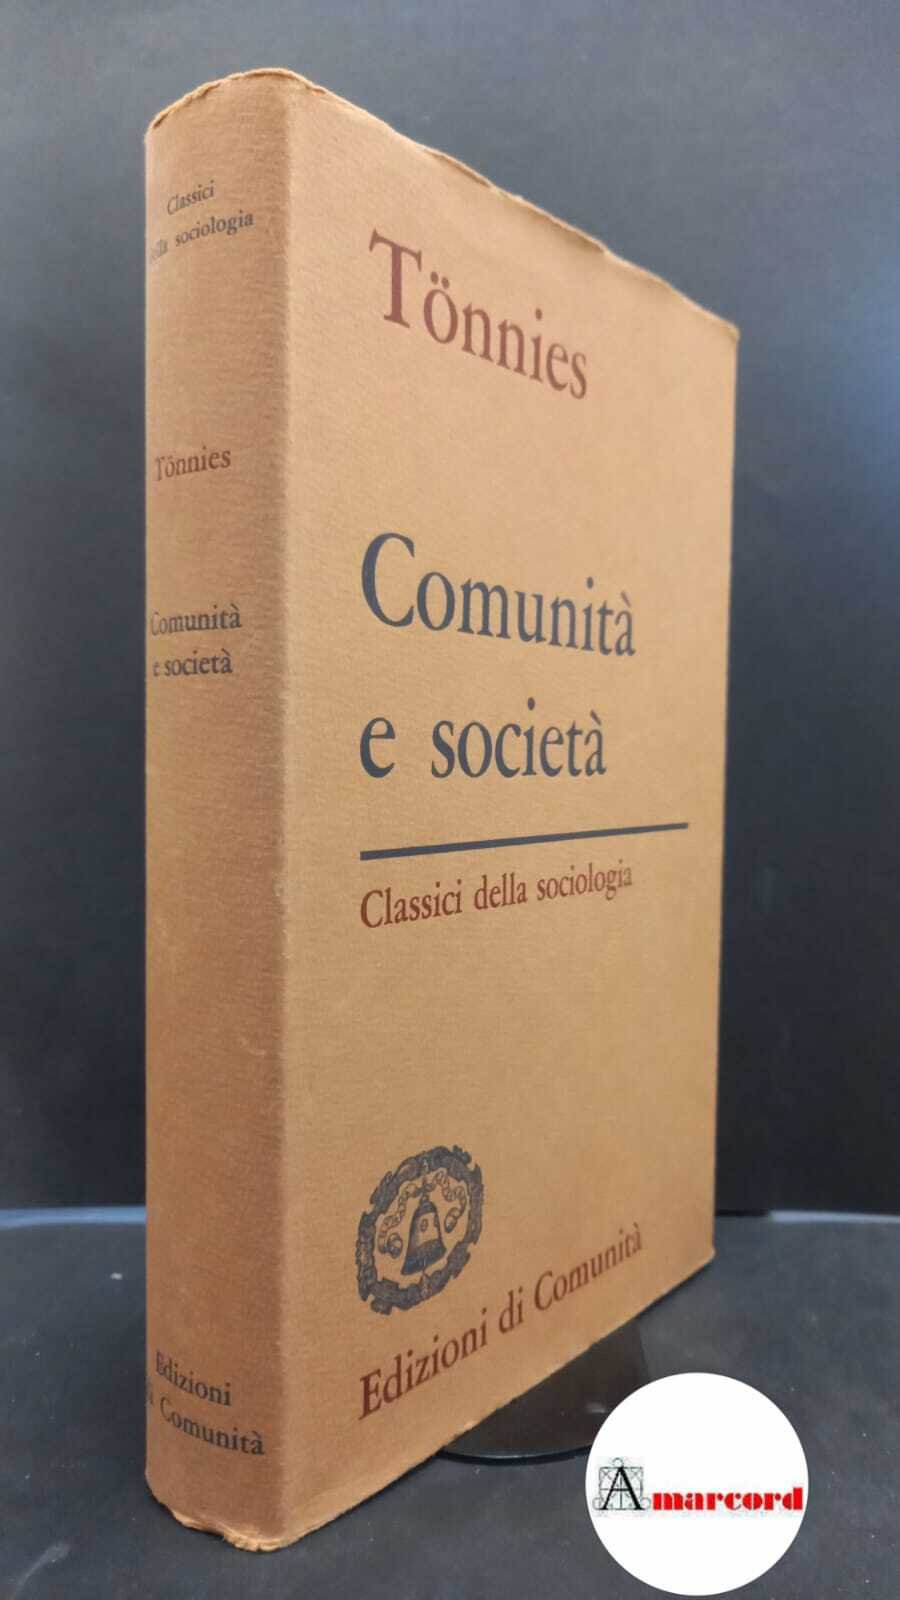 Classici
della sociologia
Tönnies
Comunità
e società
Edizioni
di Comunità
Tönnies
Comunità
e società
Classici della sociologia
Edizioni di Comunità
Amarcord